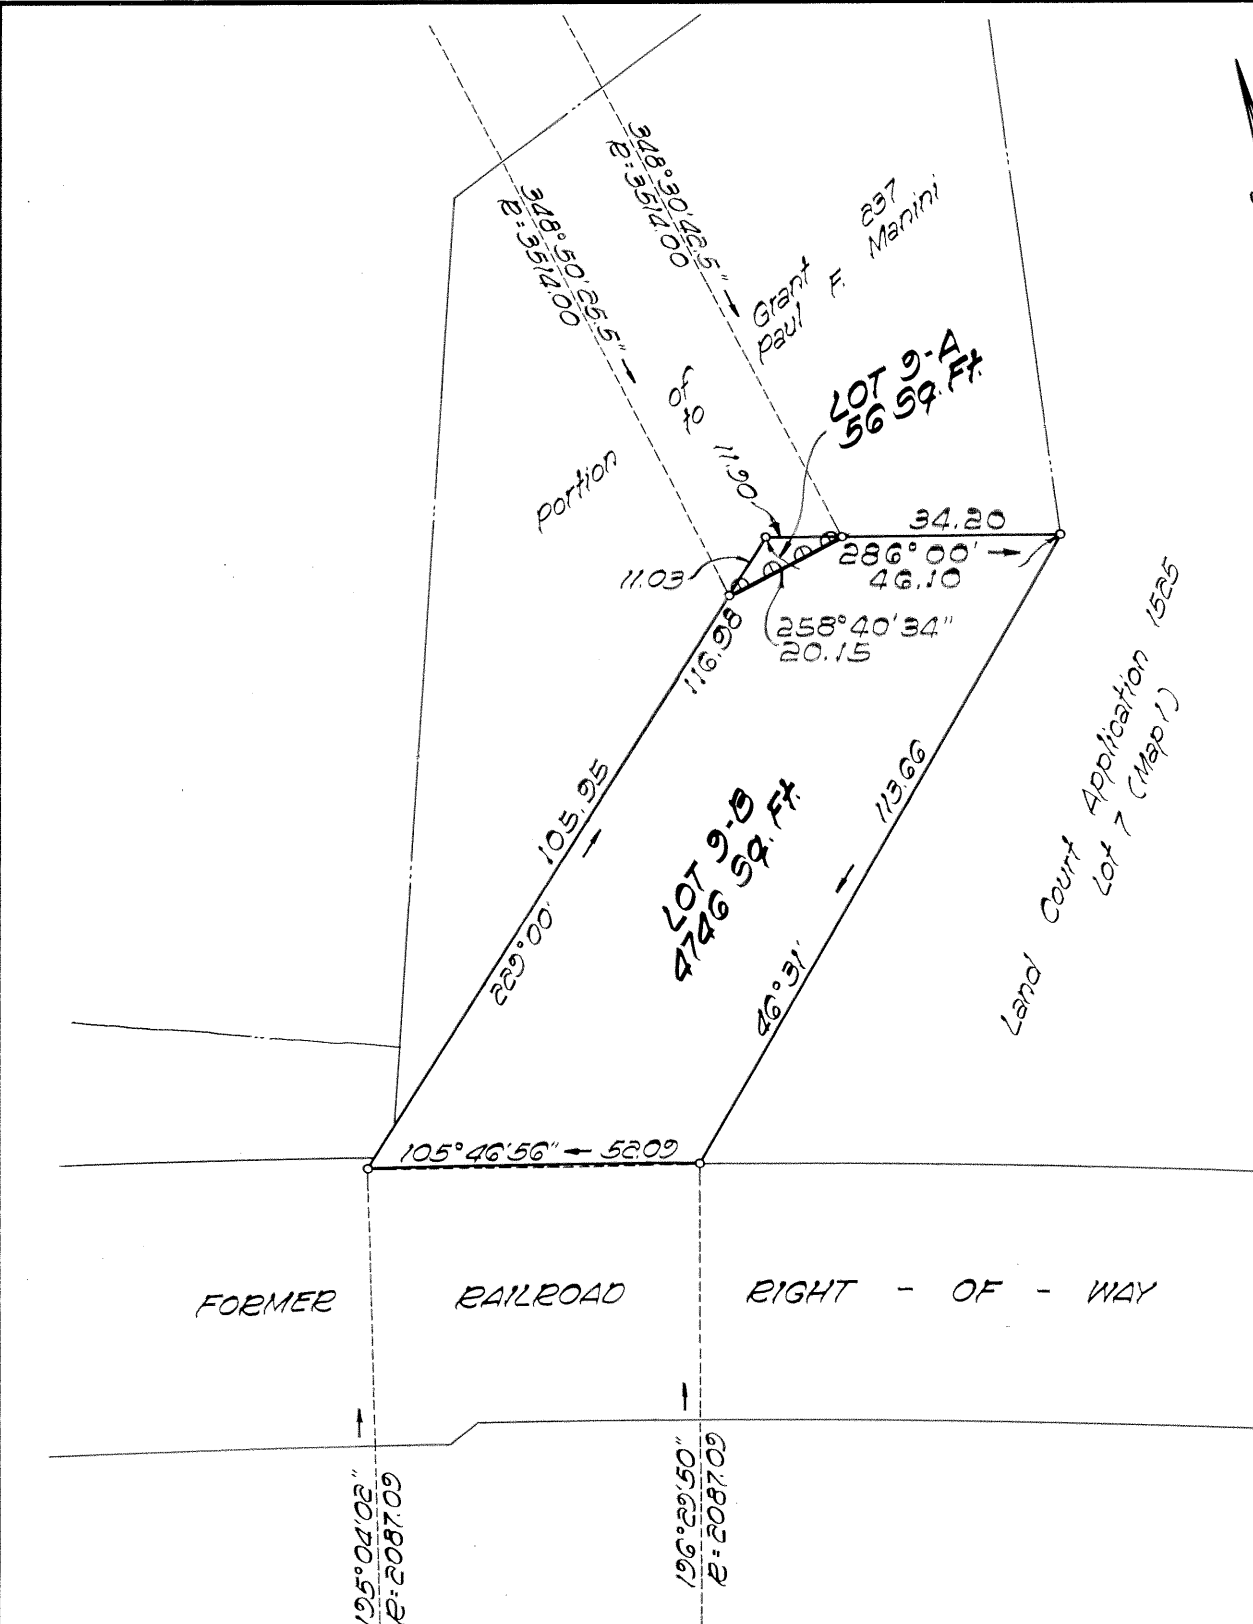 348°30'46.5"
R=3514.00
348°50'25.5"
R=3514.00
Portion of Grant 237
to Paul F. Manini
LOT 9-A
56 Sq. Ft.
11.90
34.20
286°00'
46.10
11.03
258°40'34"
20.15
116.98
105.95
229°00'
LOT 9-B
4746 Sq. Ft.
113.66
46°31'
Land Court Application 1525
Lot 7 (Map 1)
105°46'56" 52.09
FORMER RAILROAD RIGHT - OF - WAY
195°04'02"
R=2087.09
196°29'50"
R=2087.09